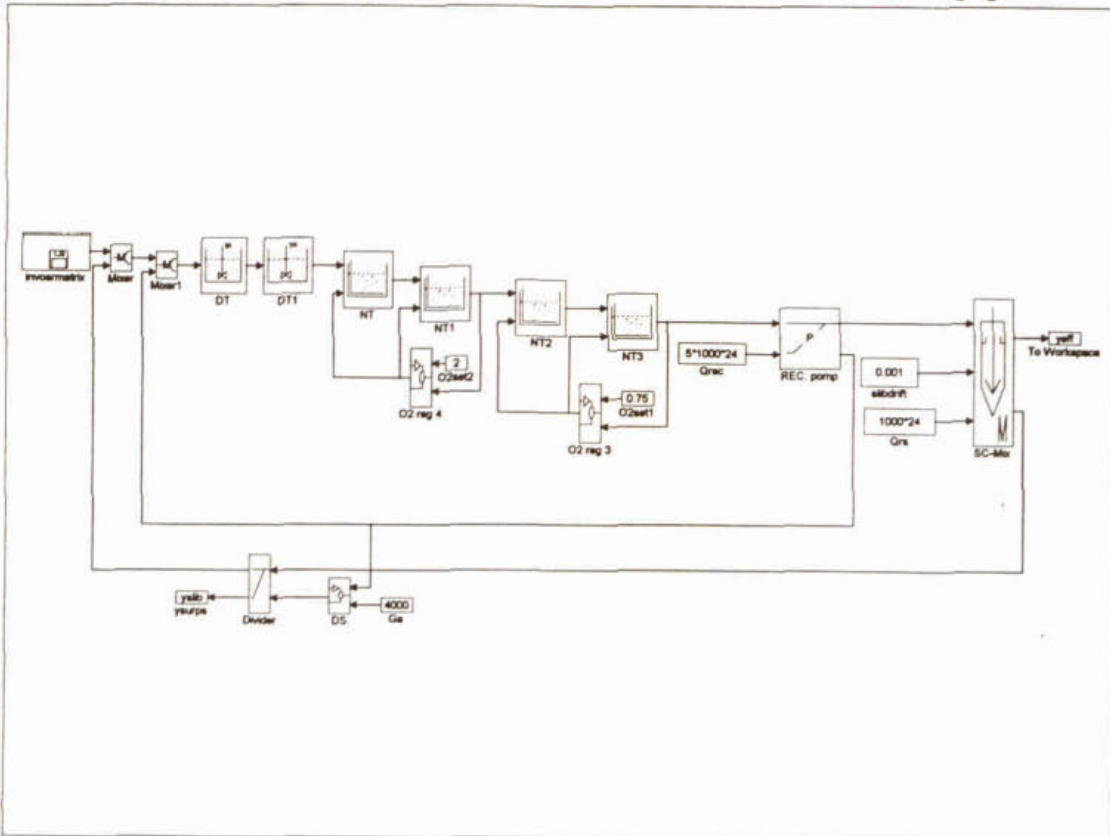 invoermatrix
Mixer
Mixer1
DT
DT1
NT
NT1
2
O2set2
O2 reg 4
NT2
NT3
0.75
O2set1
O2 reg 3
5*1000*24
Qrec
P
REC. pomp
0.001
slibdrift
1000*24
Qrs
M
SC-Mix
yeff
To Workspace
yslib
ysurps
Divider
DS
4000
Ga